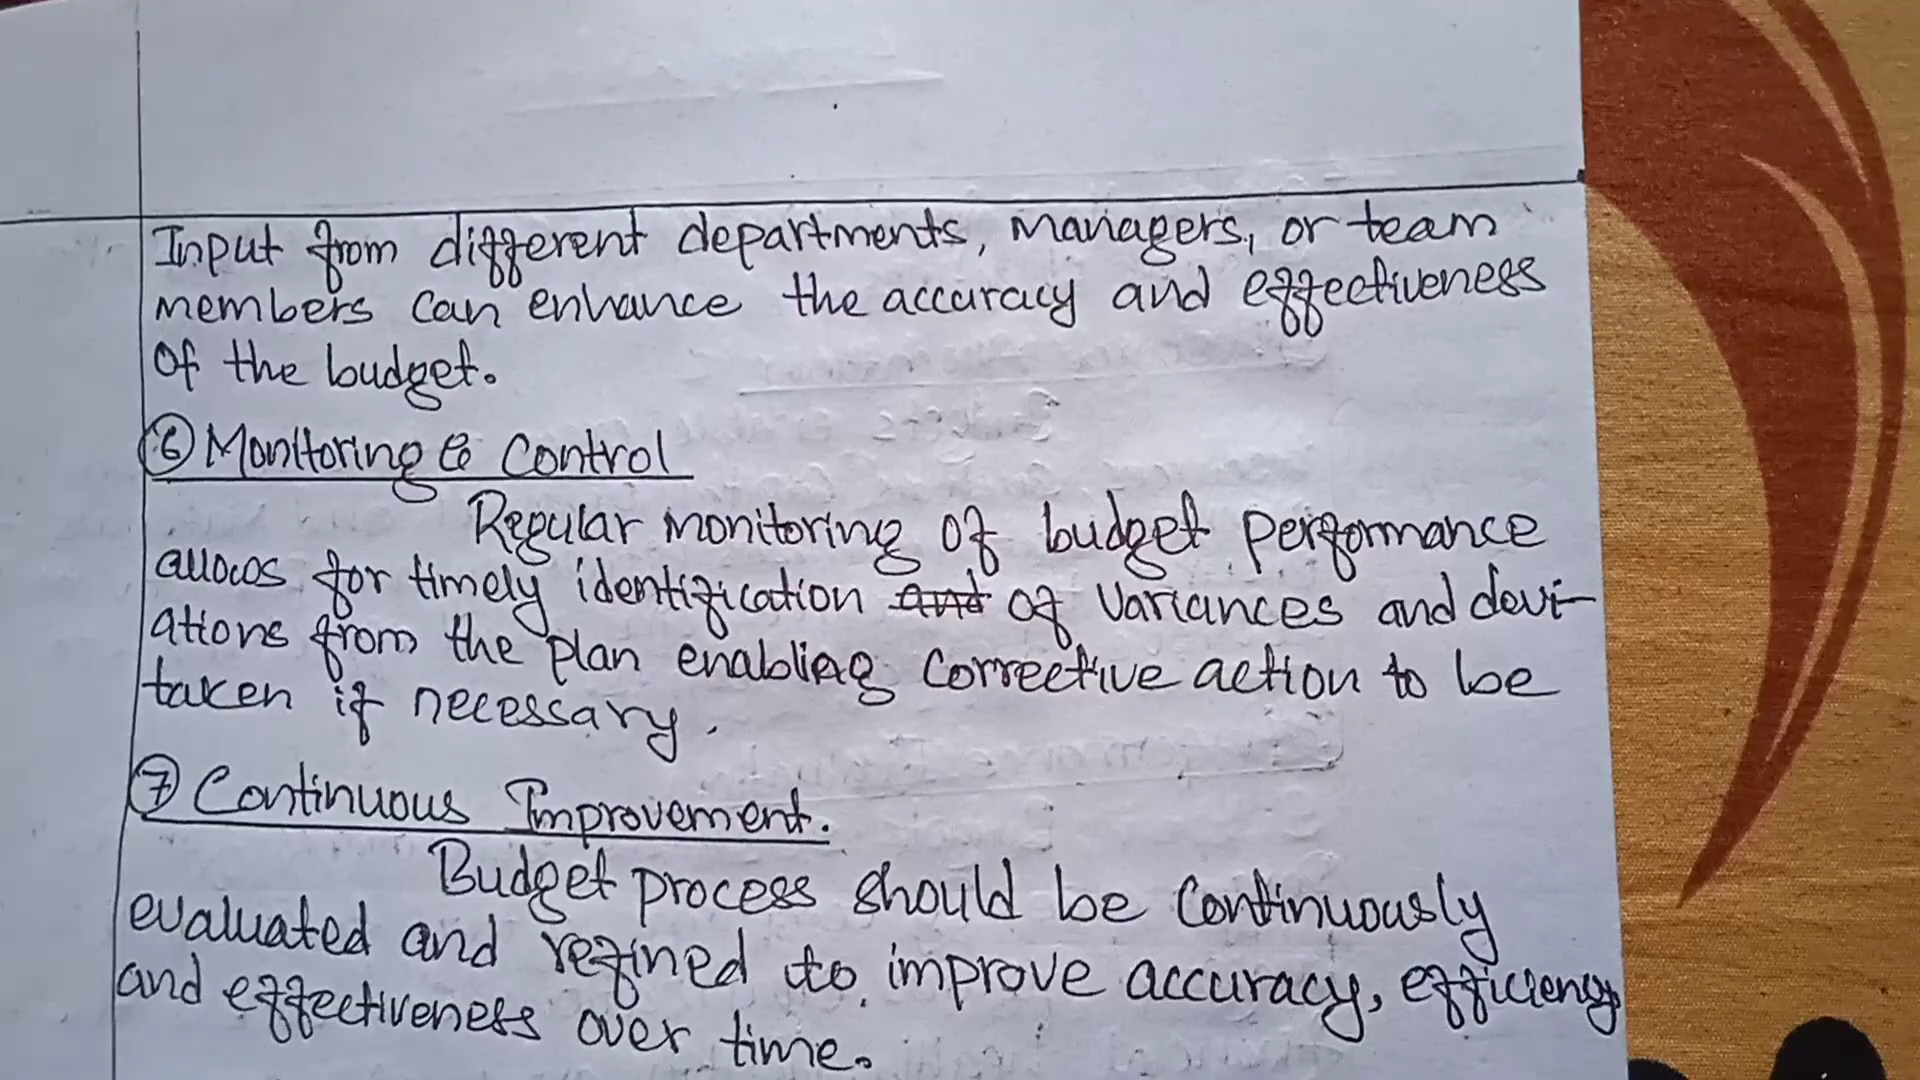 Input from different departments, managers, or team
members can enhance the accuracy and effectiveness
of the budget.
⑥ Monitoring & Control
Regular monitoring of budget performance
allows for timely identification and of variances and devi-
ations from the plan enabling corrective action to be
taken if necessary.
⑦ Continuous Improvement.
Budget process should be continuously
evaluated and refined to improve accuracy, efficiency
and effectiveness over time.